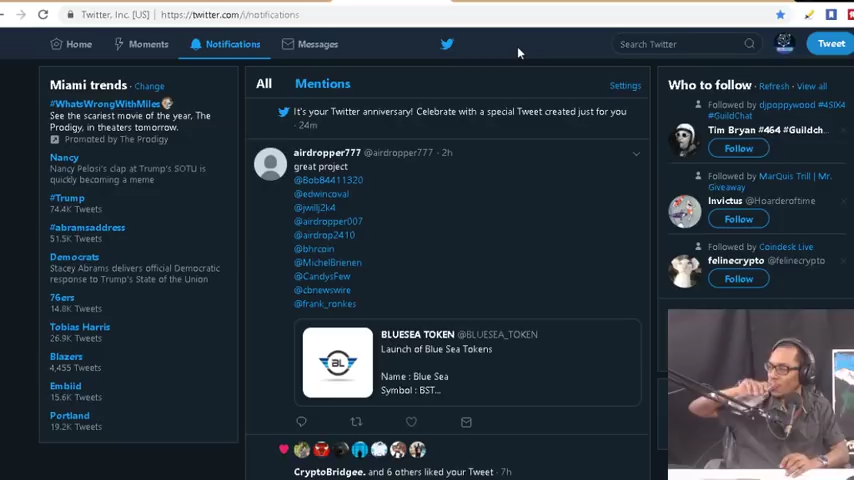 Twitter, Inc. [US] | https://twitter.com/i/notifications
Home
Moments
Notifications
Messages
Search Twitter
Tweet
Miami trends · Change
#WhatsWrongWithMiles
See the scariest movie of the year, The
Prodigy, in theaters tomorrow.
Promoted by The Prodigy
Nancy
Nancy Pelosi's clap at Trump's SOTU is
quickly becoming a meme
#Trump
74.4K Tweets
#abramsaddress
51.5K Tweets
Democrats
Stacey Abrams delivers official Democratic
response to Trump's State of the Union
76ers
14.8K Tweets
Tobias Harris
26.9K Tweets
Blazers
4,455 Tweets
Embiid
15.6K Tweets
Portland
19.2K Tweets
All
Mentions
Settings
It's your Twitter anniversary! Celebrate with a special Tweet created just for you
· 24m
airdropper777 @airdropper777 · 2h
great project
@Bob84411320
@edwincoval
@jwillj2k4
@airdropper007
@airdrop2410
@bhrcoin
@MichelBrienen
@CandysFew
@cbnewswire
@frank_ronkes
BL
BLUESEA TOKEN @BLUESEA_TOKEN
Launch of Blue Sea Tokens
Name : Blue Sea
Symbol : BST...
CryptoBridgee. and 6 others liked your Tweet · 7h
Who to follow · Refresh · View all
Followed by djpoppywood #4SIX4
#GuildChat
Tim Bryan #464 #Guildch...
Follow
Followed by MarQuis Trill | Mr.
Giveaway
Invictus @Hoarderoftime
Follow
Followed by Coindesk Live
felinecrypto @felinecrypto
Follow